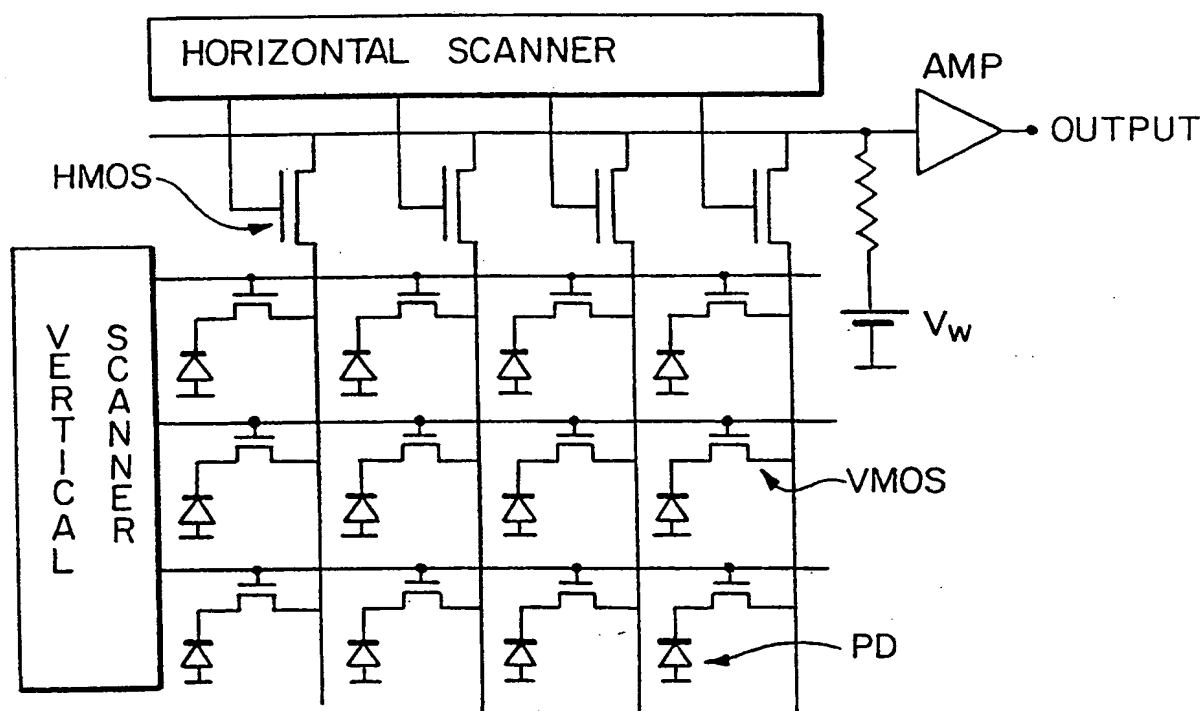 HORIZONTAL SCANNER
AMP
OUTPUT
HMOS
VERTICAL
SCANNER
Vw
VMOS
PD